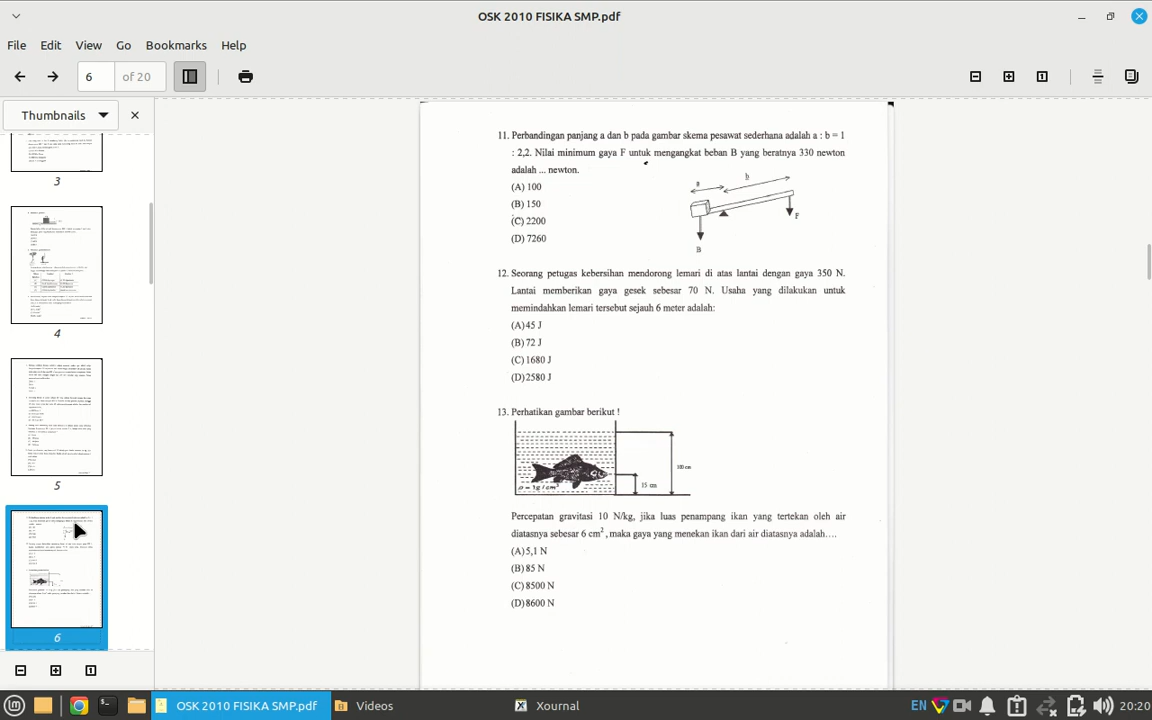 OSK 2010 FISIKA SMP.pdf
File Edit View Go Bookmarks Help
6 of 20
Thumbnails
3
4
5
6
11. Perbandingan panjang a dan b pada gambar skema pesawat sederhana adalah a : b = 1
: 2,2. Nilai minimum gaya F untuk mengangkat beban B yang beratnya 330 newton
adalah ... newton.
(A) 100
(B) 150
(C) 2200
(D) 7260
a
b
F
B
12. Seorang petugas kebersihan mendorong lemari di atas lantai dengan gaya 350 N.
Lantai memberikan gaya gesek sebesar 70 N. Usaha yang dilakukan untuk
memindahkan lemari tersebut sejauh 6 meter adalah:
(A) 45 J
(B) 72 J
(C) 1680 J
(D) 2580 J
13. Perhatikan gambar berikut !
100 cm
15 cm
ρ = 1g / cm³
Percepatan gravitasi 10 N/kg, jika luas penampang ikan yang tertekan oleh air
diatasnya sebesar 6 cm², maka gaya yang menekan ikan dari air diatasnya adalah….
(A) 5,1 N
(B) 85 N
(C) 8500 N
(D) 8600 N
OSK 2010 FISIKA SMP.pdf
Videos
Xournal
EN
20:20